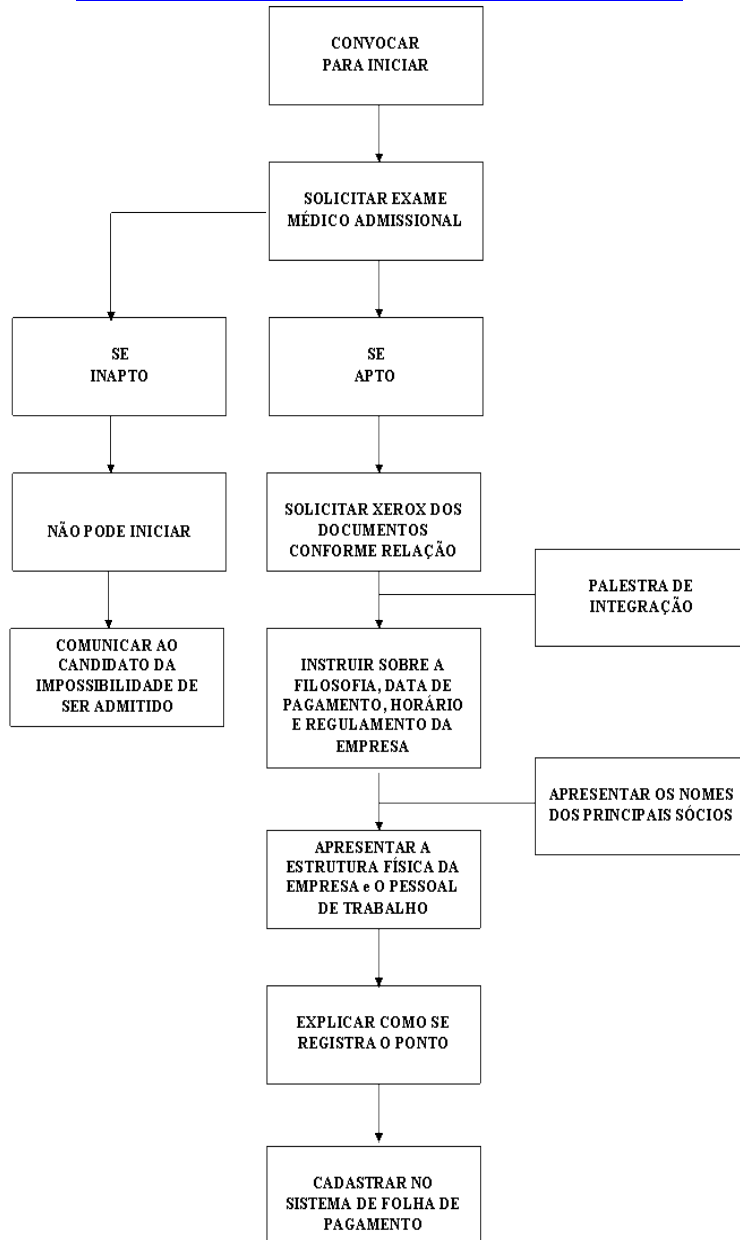 CONVOCAR
PARA INICIAR
SOLICITAR EXAME
MÉDICO ADMISSIONAL
SE
INAPTO
SE
APTO
NÃO PODE INICIAR
SOLICITAR XEROX DOS
DOCUMENTOS
CONFORME RELAÇÃO
PALESTRA DE
INTEGRAÇÃO
COMUNICAR AO
CANDIDATO DA
IMPOSSIBILIDADE DE
SER ADMITIDO
INSTRUIR SOBRE A
FILOSOFIA, DATA DE
PAGAMENTO, HORÁRIO
E REGULAMENTO DA
EMPRESA
APRESENTAR OS NOMES
DOS PRINCIPAIS SÓCIOS
APRESENTAR A
ESTRUTURA FÍSICA DA
EMPRESA e O PESSOAL
DE TRABALHO
EXPLICAR COMO SE
REGISTRA O PONTO
CADASTRAR NO
SISTEMA DE FOLHA DE
PAGAMENTO